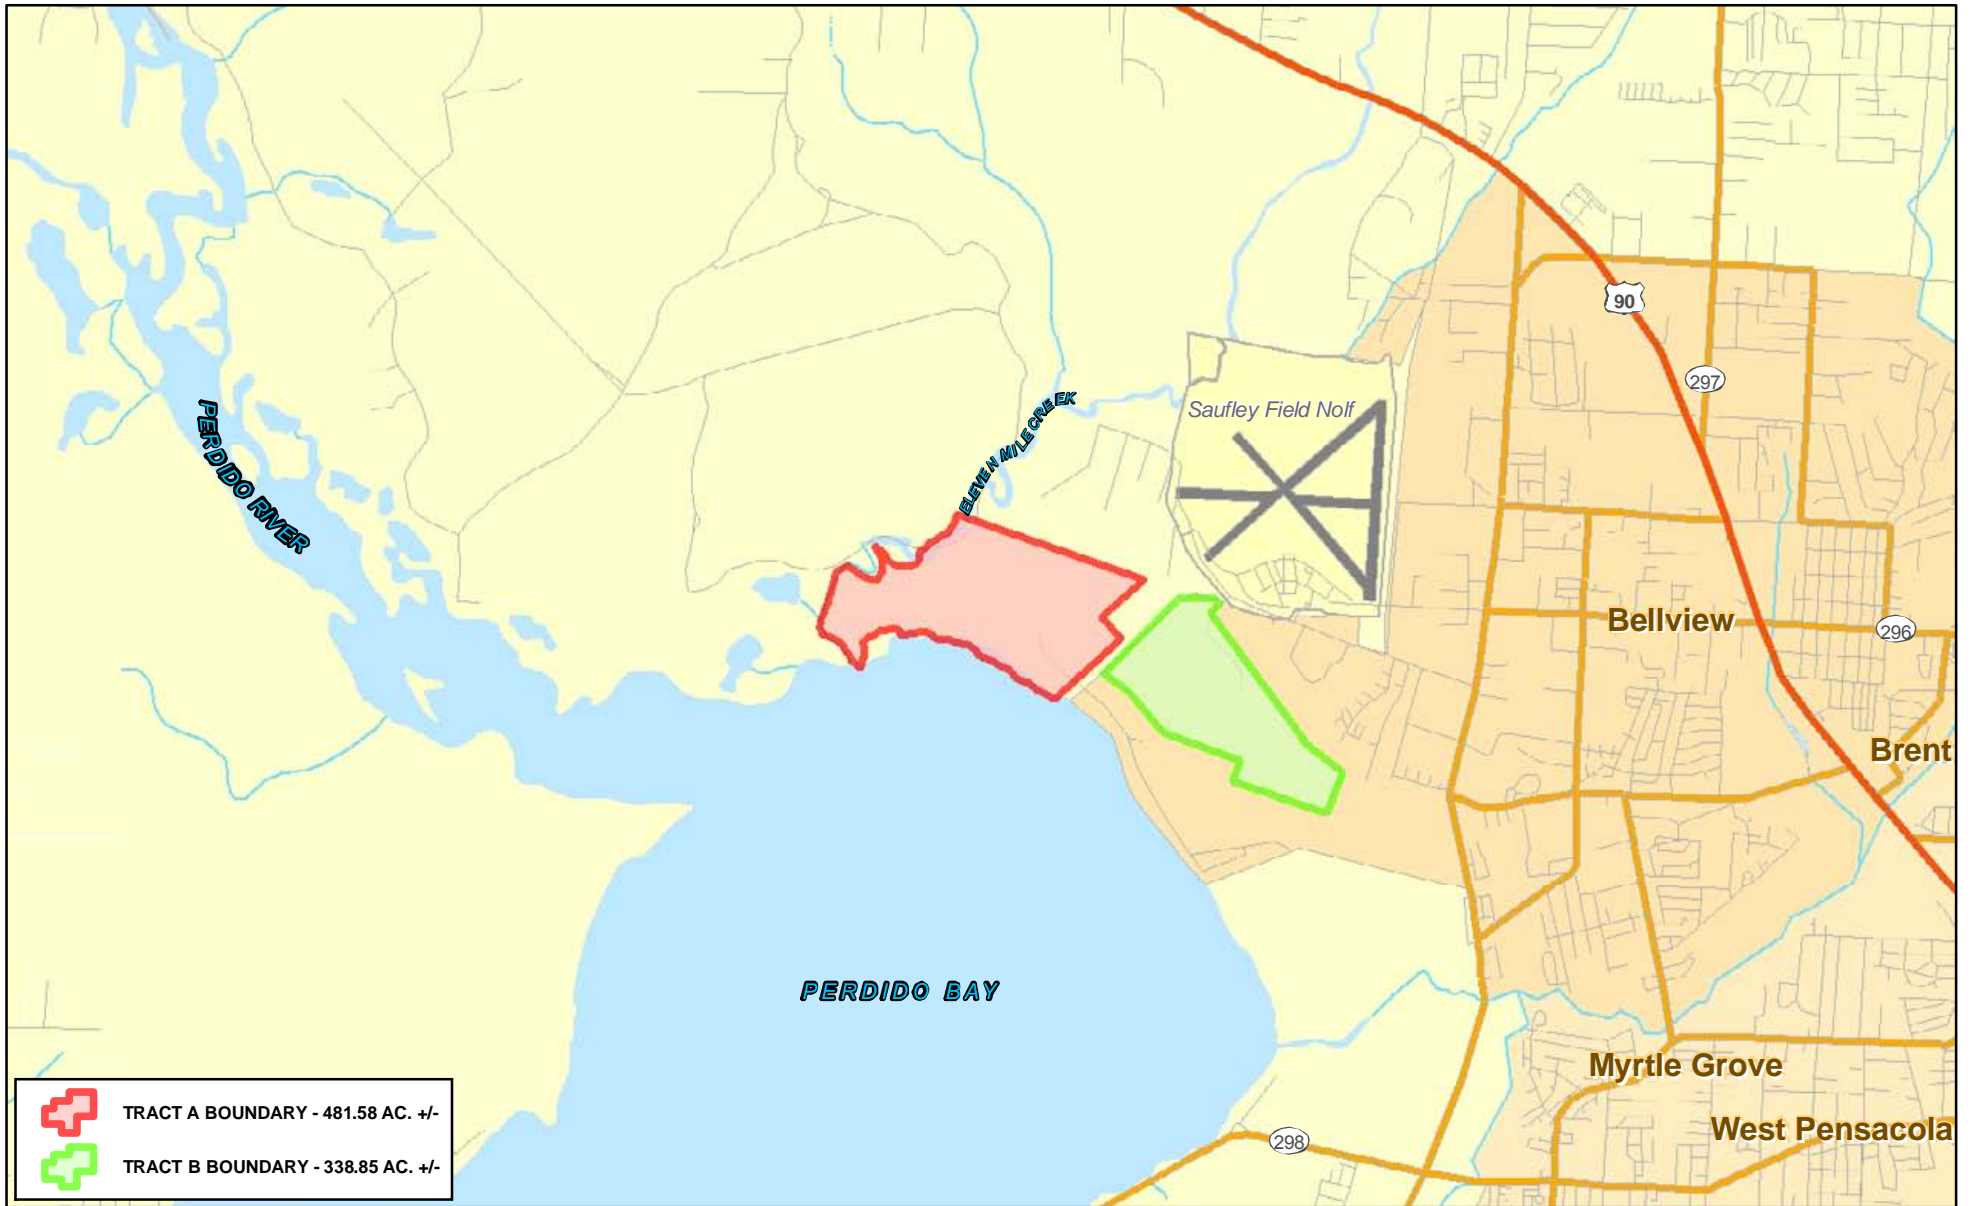 90
297
ELEVEN MILE CREEK
Saufley Field Nolf
PERDIDO RIVER
Bellview
296
Brent
PERDIDO BAY
Myrtle Grove
West Pensacola
298
TRACT A BOUNDARY - 481.58 AC. +/-
TRACT B BOUNDARY - 338.85 AC. +/-